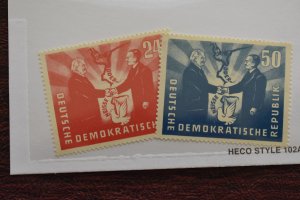 24
DEUTSCHE
DEMOKRATISCHE
50
DEUTSCHE
DEMOKRATISCHE
REPUBLIK
HECO STYLE 102A